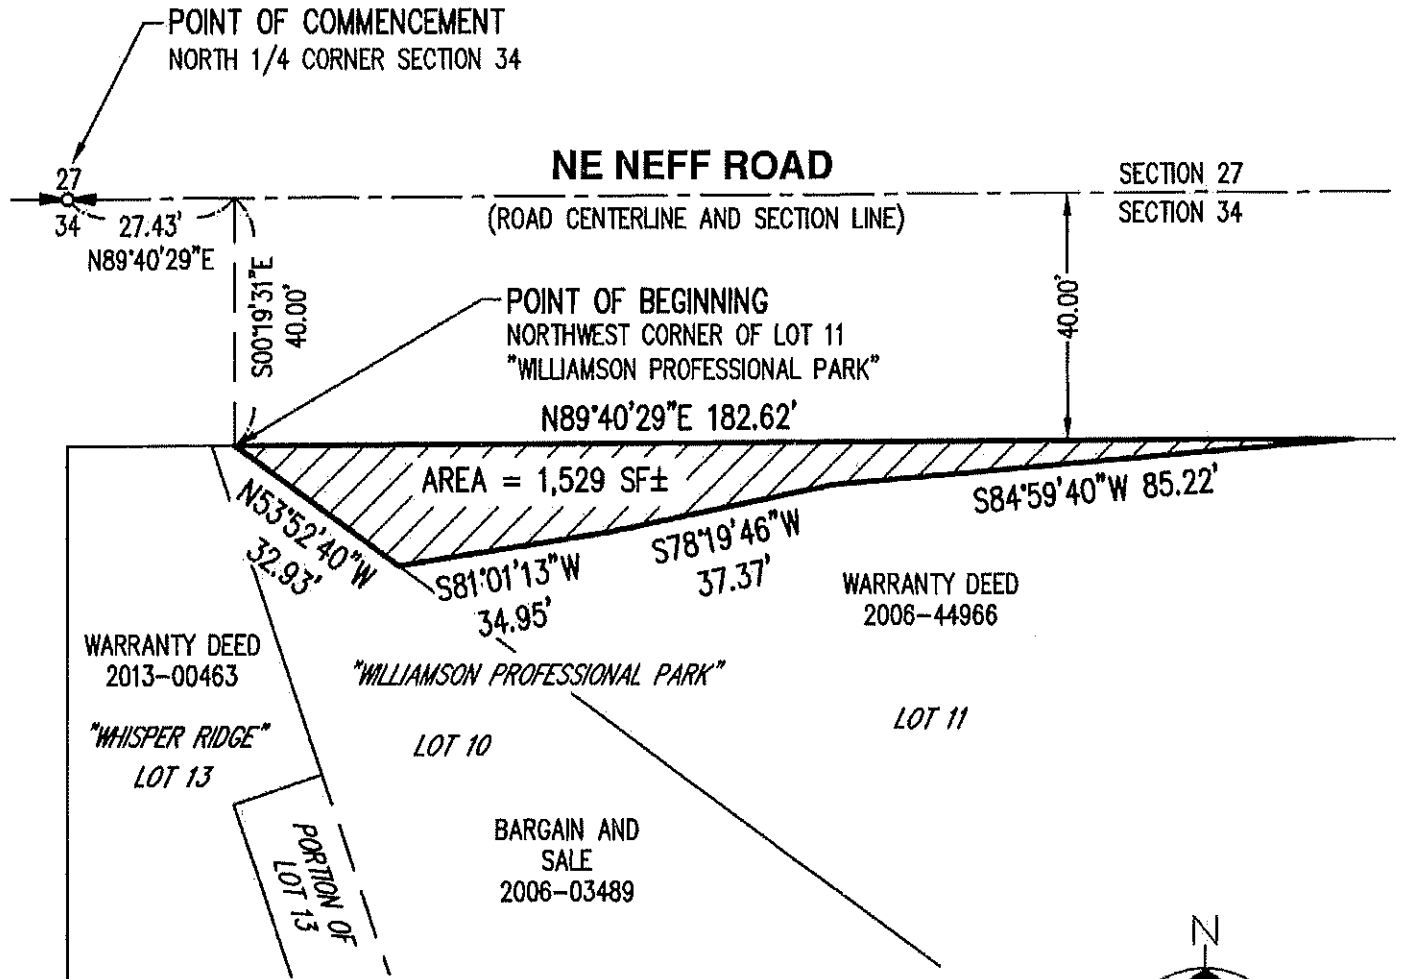 POINT OF COMMENCEMENT
NORTH 1/4 CORNER SECTION 34
NE NEFF ROAD
(ROAD CENTERLINE AND SECTION LINE)
SECTION 27
SECTION 34
27
34
27.43'
N89°40'29"E
S00°19'31"E
40.00'
40.00'
POINT OF BEGINNING
NORTHWEST CORNER OF LOT 11
"WILLIAMSON PROFESSIONAL PARK"
N89°40'29"E 182.62'
AREA = 1,529 SF±
N53°52'40"W
32.93'
S81°01'13"W
34.95'
S78°19'46"W
37.37'
S84°59'40"W 85.22'
WARRANTY DEED
2006-44966
WARRANTY DEED
2013-00463
"WILLIAMSON PROFESSIONAL PARK"
"WHISPER RIDGE"
LOT 13
LOT 10
LOT 11
PORTION OF
LOT 13
BARGAIN AND
SALE
2006-03489
N